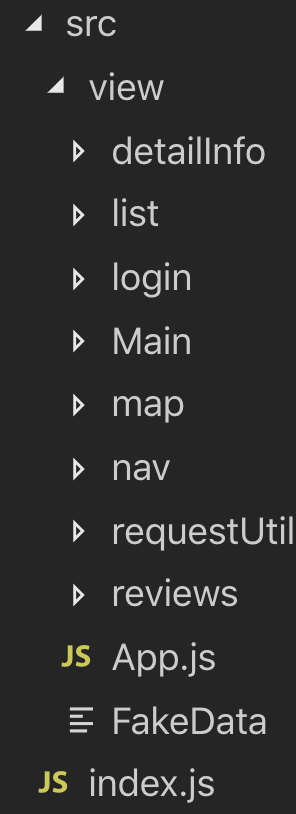 src
view
detailInfo
list
login
Main
map
nav
requestUtil
reviews
JS App.js
FakeData
JS index.js